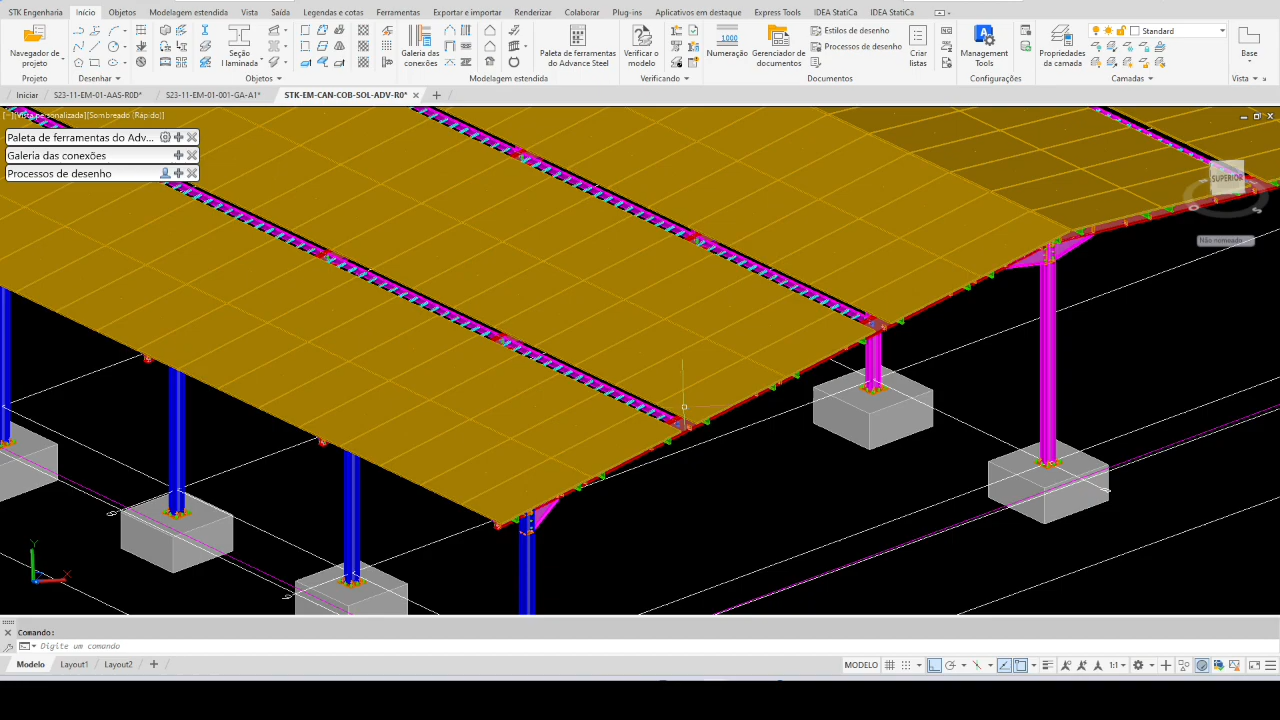 STK Engenharia Início Objetos Modelagem estendida Vista Saída Legendas e cotas Ferramentas Exportar e importar Renderizar Colaborar Plug-ins Aplicativos em destaque Express Tools IDEA StatiCa IDEA StatiCa
Navegador de projeto
Seção I laminada
Galeria das conexões
Paleta de ferramentas do Advance Steel
Verificar o modelo
1000
Numeração
Gerenciador de documentos
Estilos de desenho
Processos de desenho
Criar listas
Management Tools
Propriedades da camada
Standard
Base
Projeto Desenhar Objetos Modelagem estendida Verificação Documentos Configurações Camadas Vista
Iniciar S23-11-EM-01-AAS-R0D* S23-11-EM-01-001-GA-A1* STK-EM-CAN-COB-SOL-ADV-R0*
[−][Vista personalizada][Sombreado (Rápido)]
Paleta de ferramentas do Adv...
Galeria das conexões
Processos de desenho
SUPERIOR
Não nomeado
Y
X
Comando:
Digite um comando
Modelo Layout1 Layout2
MODELO 1:1